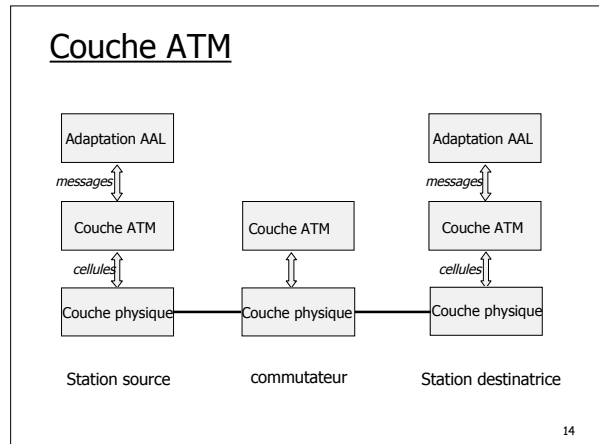 Couche ATM
Adaptation AAL
Adaptation AAL
messages
messages
Couche ATM
Couche ATM
Couche ATM
cellules
cellules
Couche physique
Couche physique
Couche physique
Station source
commutateur
Station destinatrice
14